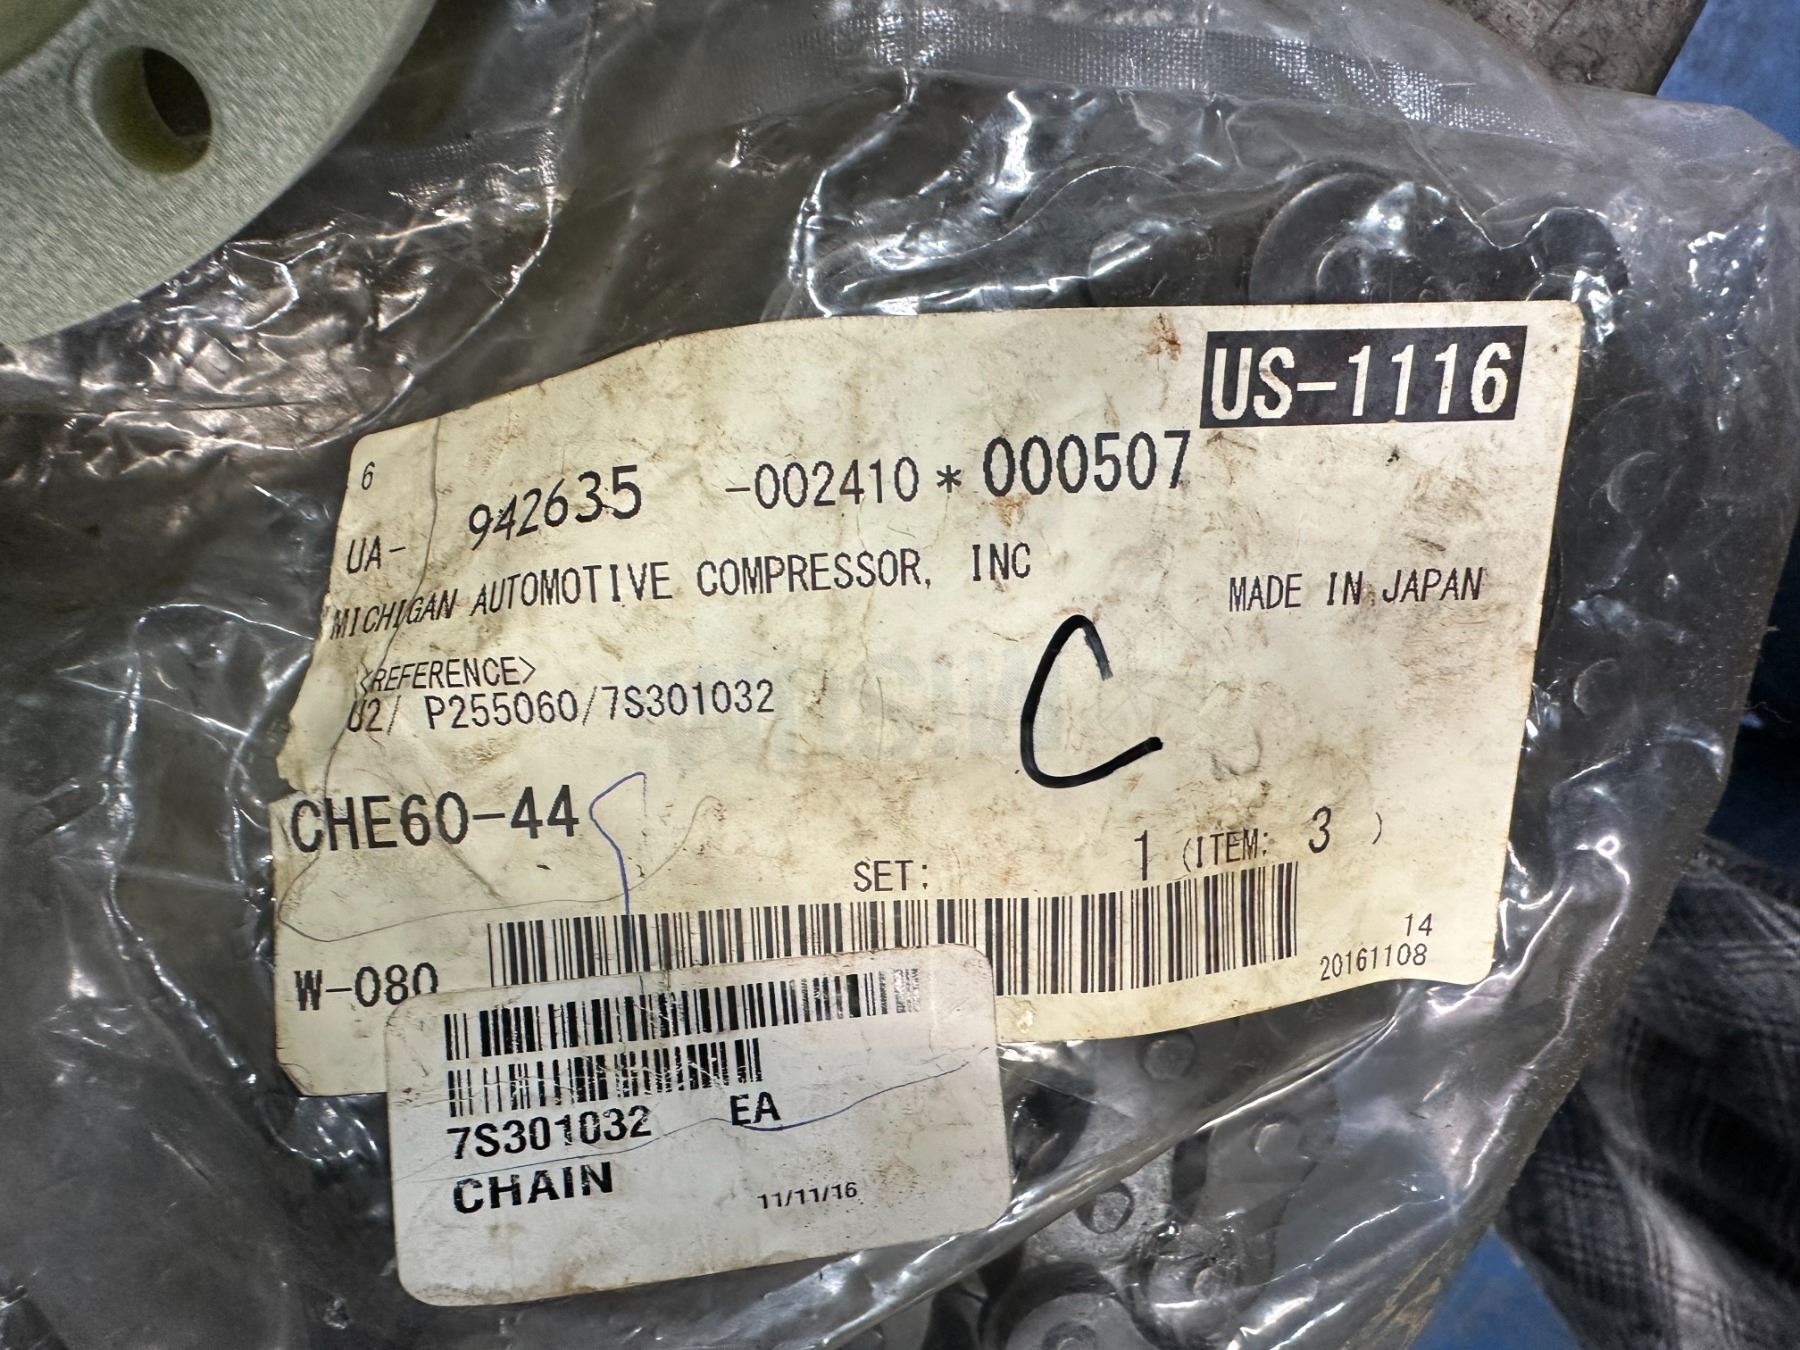 US-1116
6
UA- 942635 -002410*000507
MICHIGAN AUTOMOTIVE COMPRESSOR, INC
MADE IN JAPAN
<REFERENCE>
U2/ P255060/7S301032
C
CHE60-44
SET: 1 (ITEM: 3 )
W-080
14
20161108
7S301032 EA
CHAIN
11/11/16